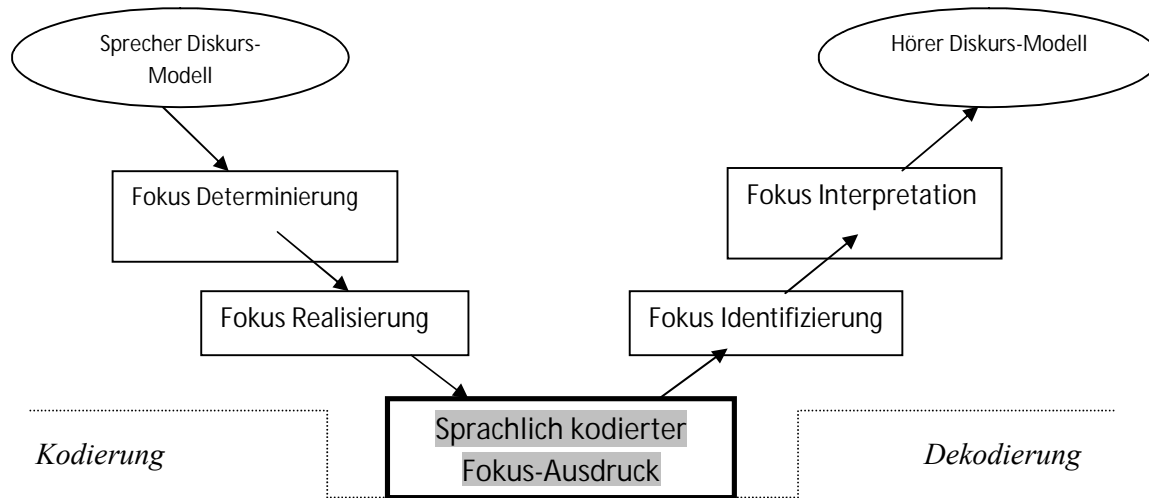 Sprecher Diskurs-
Modell
Hörer Diskurs-Modell
Fokus Determinierung
Fokus Interpretation
Fokus Realisierung
Fokus Identifizierung
Sprachlich kodierter
Fokus-Ausdruck
Kodierung
Dekodierung